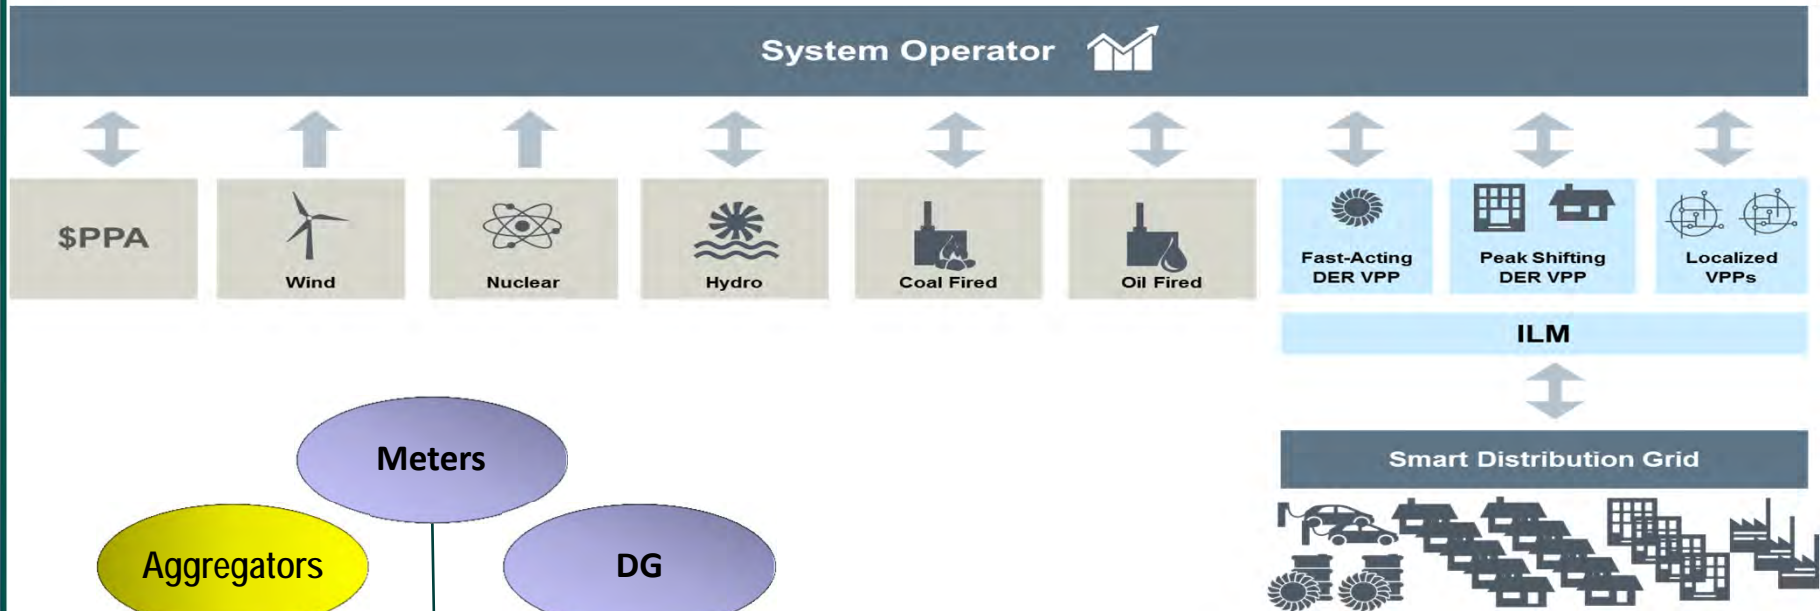 System Operator
$PPA
Wind
Nuclear
Hydro
Coal Fired
Oil Fired
Fast-Acting
DER VPP
Peak Shifting
DER VPP
Localized
VPPs
ILM
Smart Distribution Grid
Meters
Aggregators
DG